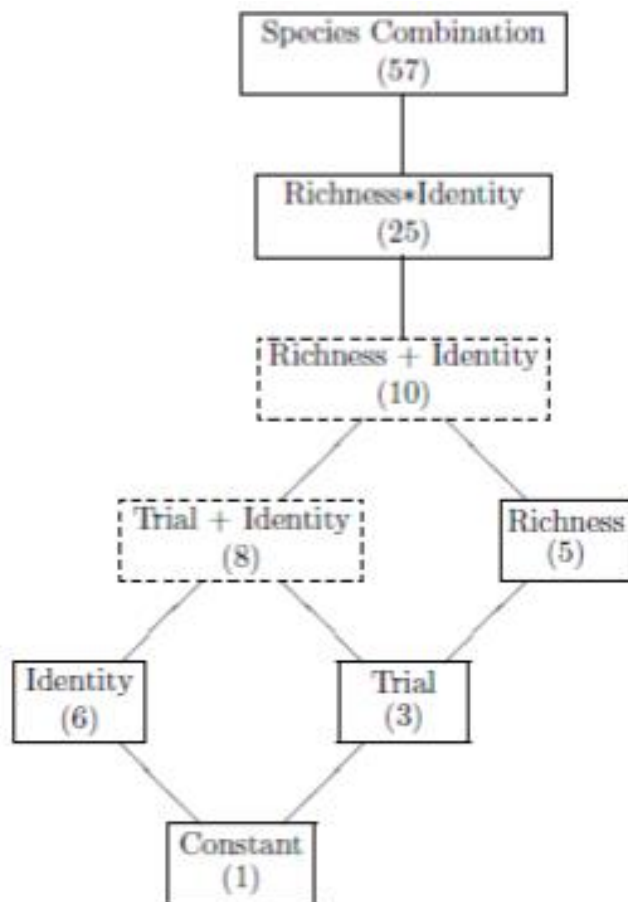 Species Combination
(57)
Richness*Identity
(25)
Richness + Identity
(10)
Trial + Identity
(8)
Richness
(5)
Identity
(6)
Trial
(3)
Constant
(1)